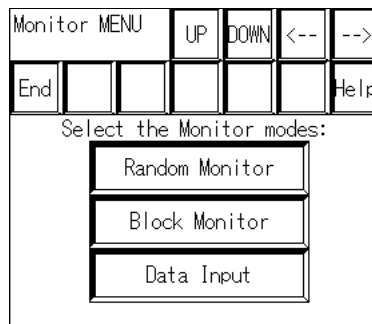 Monitor MENU UP DOWN <-- -->
End Help
Select the Monitor modes:
Random Monitor
Block Monitor
Data Input